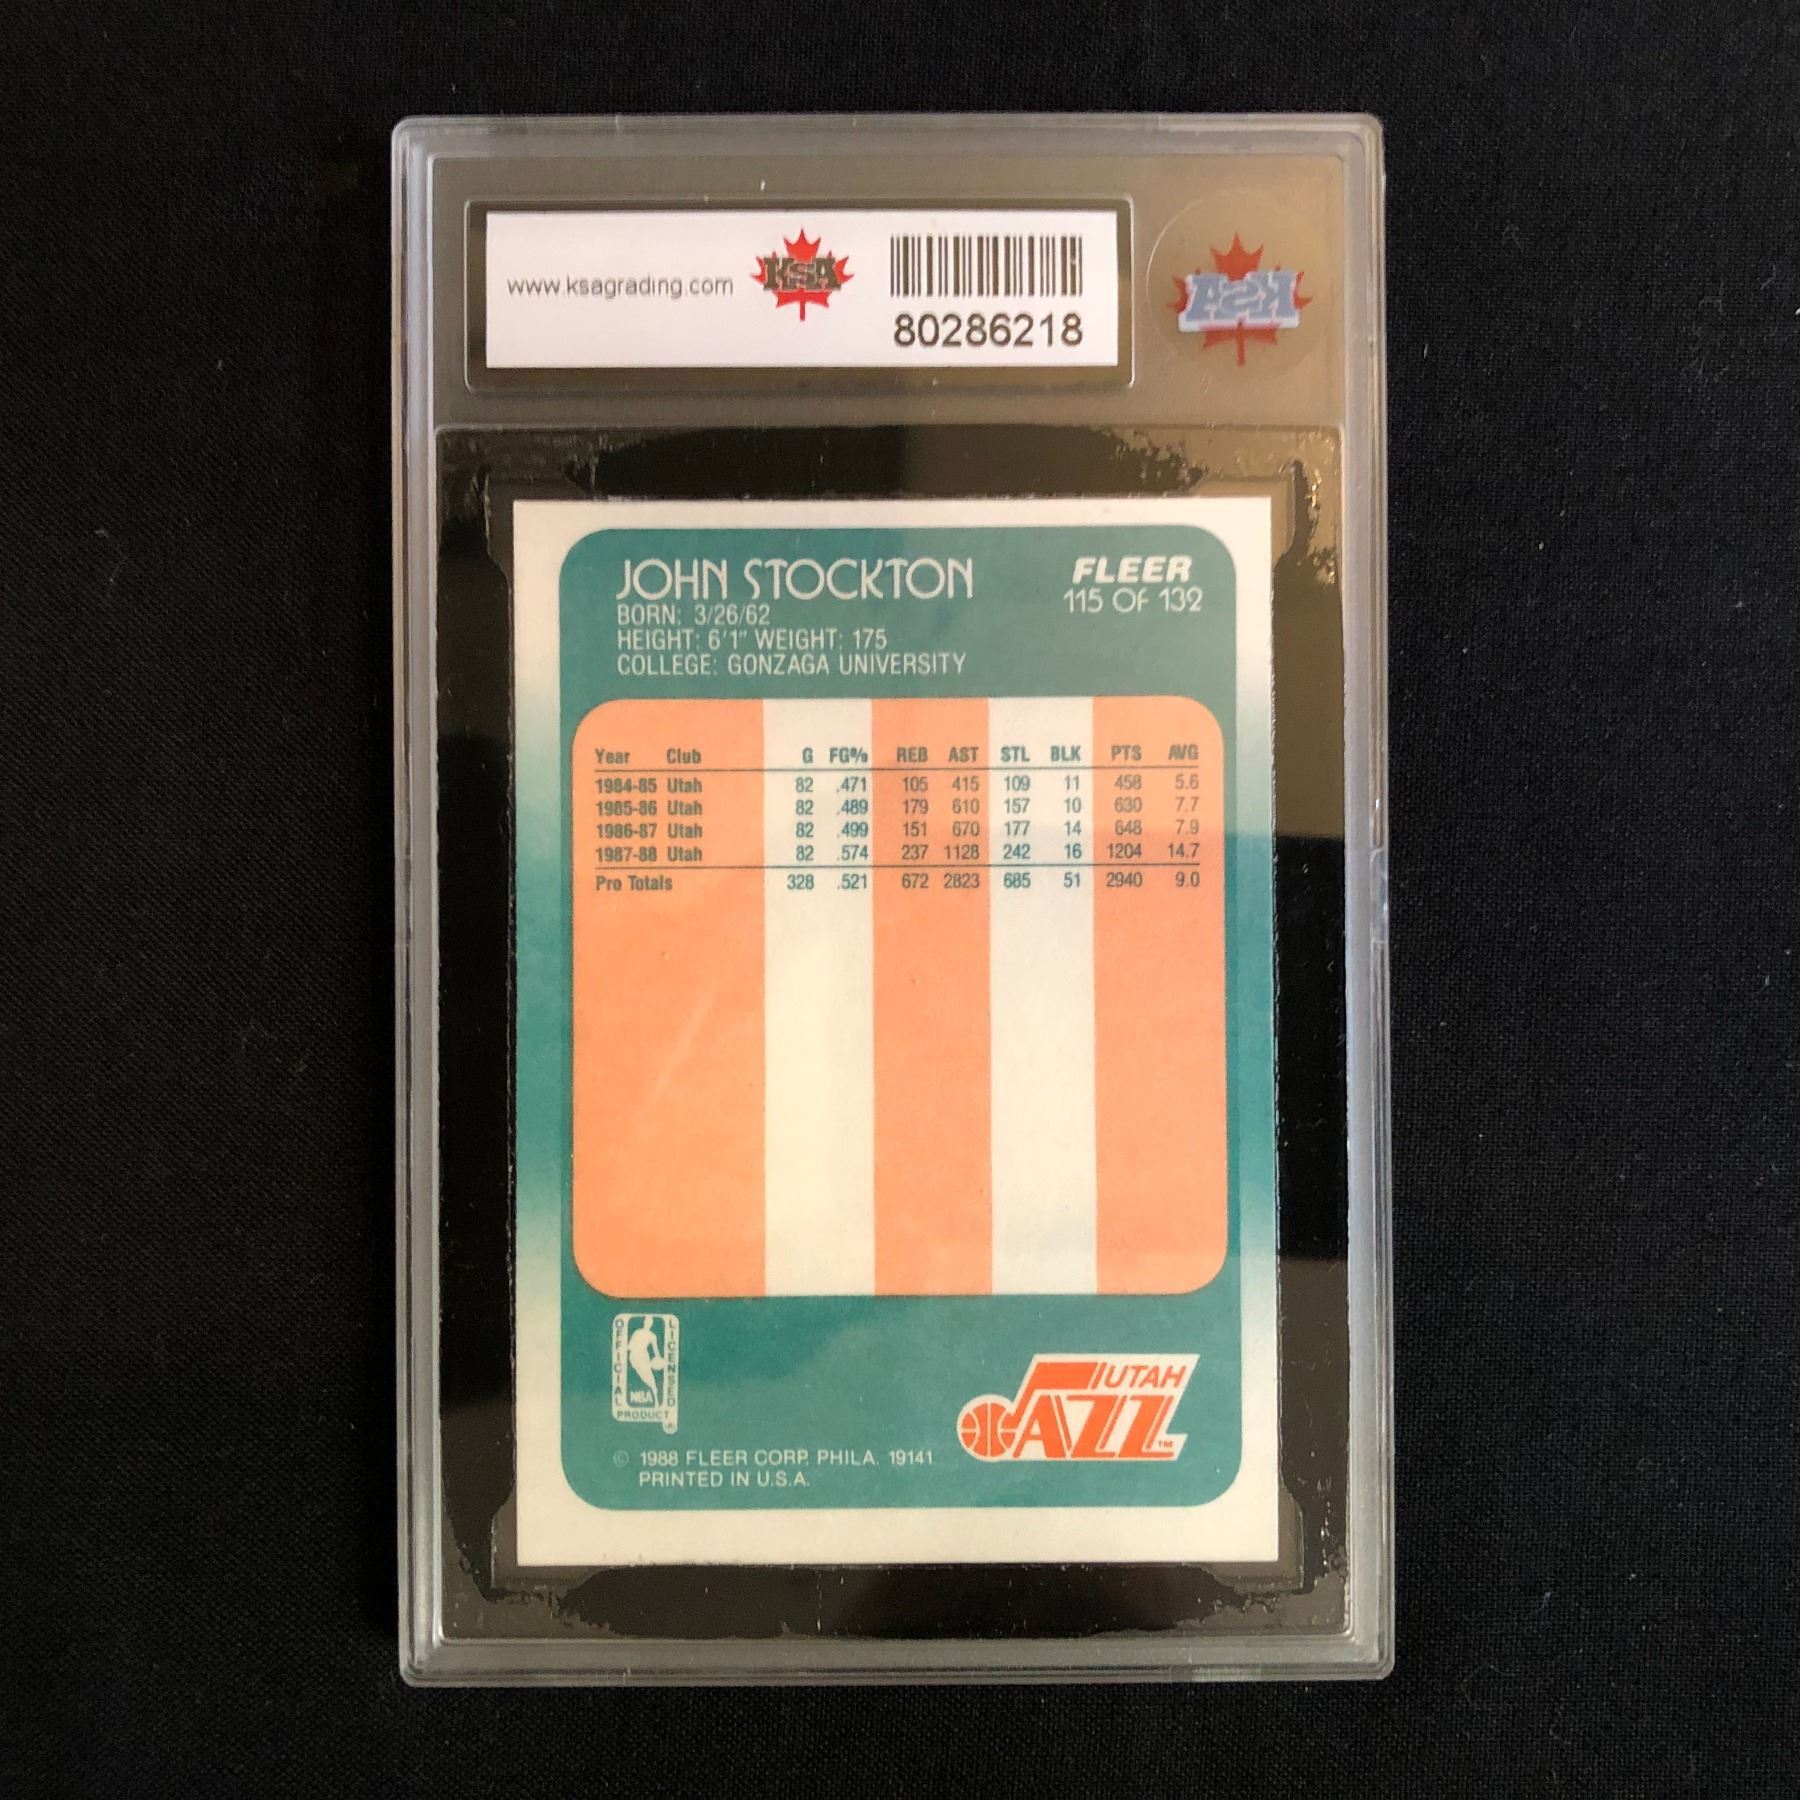 www.ksagrading.com
KSA
80286218
KSA
JOHN STOCKTON
FLEER
115 OF 132
BORN: 3/26/62
HEIGHT: 6'1" WEIGHT: 175
COLLEGE: GONZAGA UNIVERSITY
Year Club G FG% REB AST STL BLK PTS AVG
1984-85 Utah 82 .471 105 415 109 11 458 5.6
1985-86 Utah 82 .489 179 610 157 10 630 7.7
1986-87 Utah 82 .499 151 670 177 14 648 7.9
1987-88 Utah 82 .574 237 1128 242 16 1204 14.7
Pro Totals 328 .521 672 2823 685 51 2940 9.0
OFFICIAL
LICENSED
NBA
PRODUCT
®
UTAH
JAZZ
™
© 1988 FLEER CORP. PHILA. 19141
PRINTED IN U.S.A.